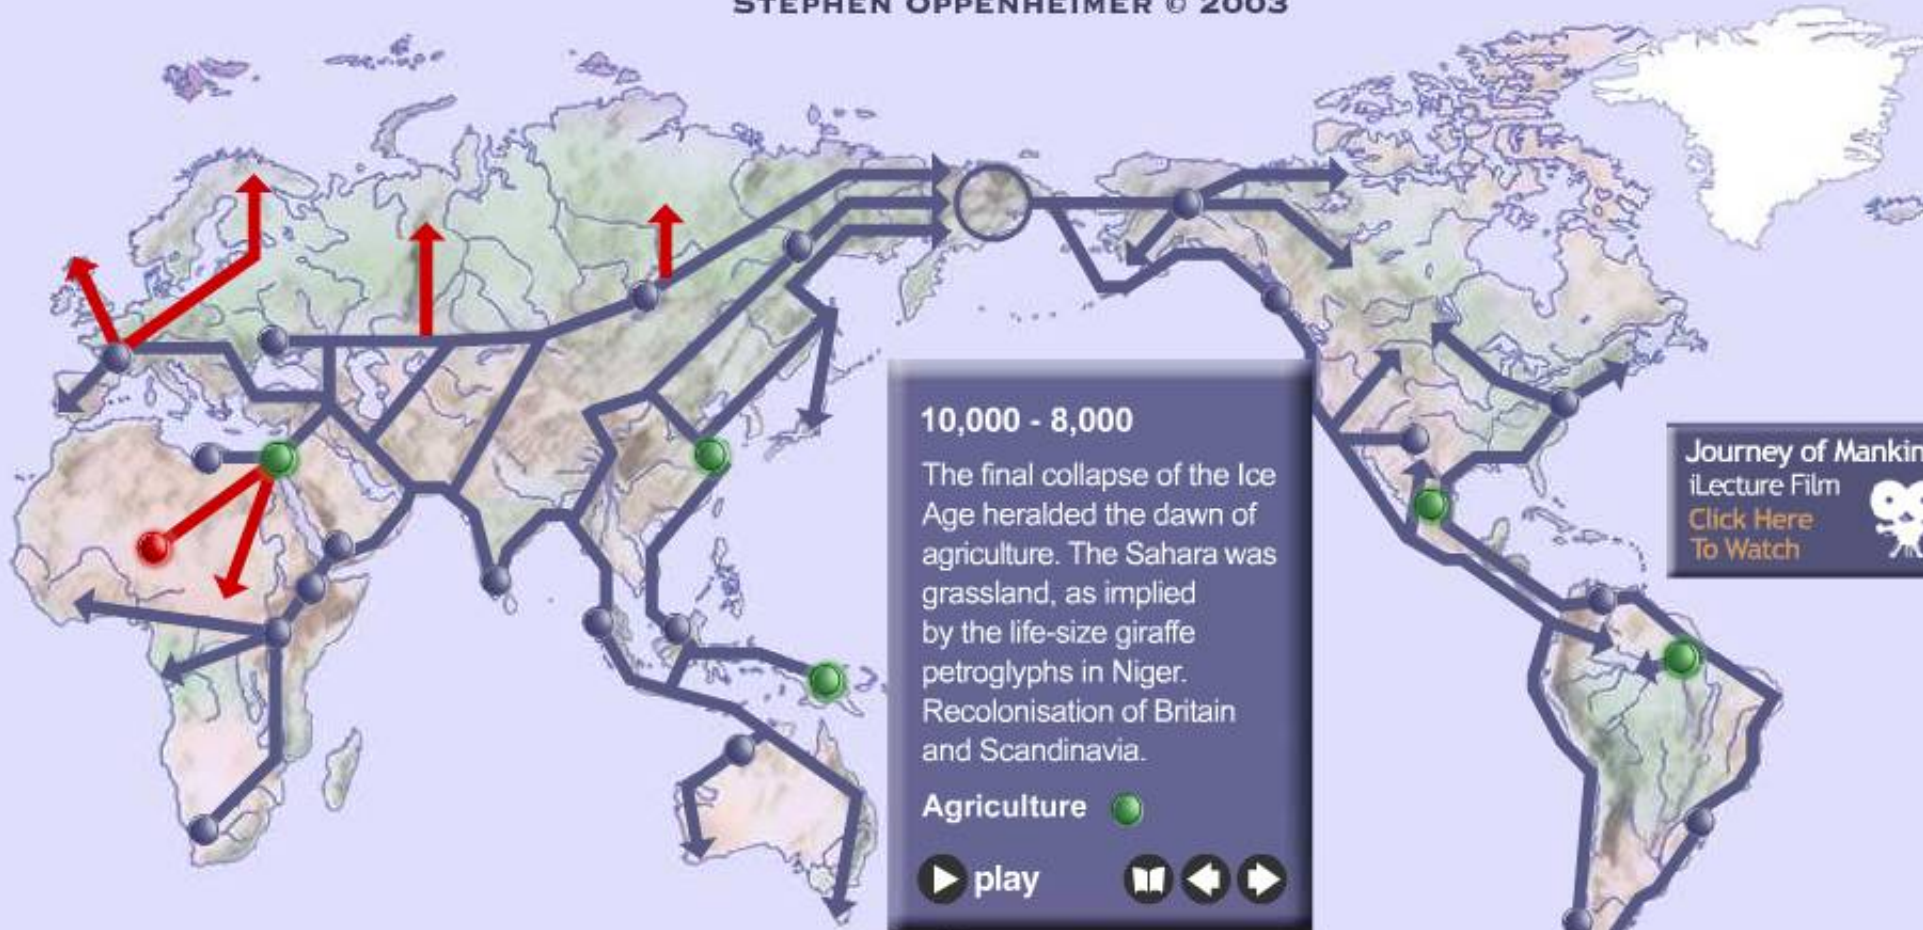 STEPHEN OPPENHEIMER © 2003
10,000 - 8,000
The final collapse of the Ice
Age heralded the dawn of
agriculture. The Sahara was
grassland, as implied
by the life-size giraffe
petroglyphs in Niger.
Recolonisation of Britain
and Scandinavia.
Agriculture
play
Journey of Mankin
iLecture Film
Click Here
To Watch